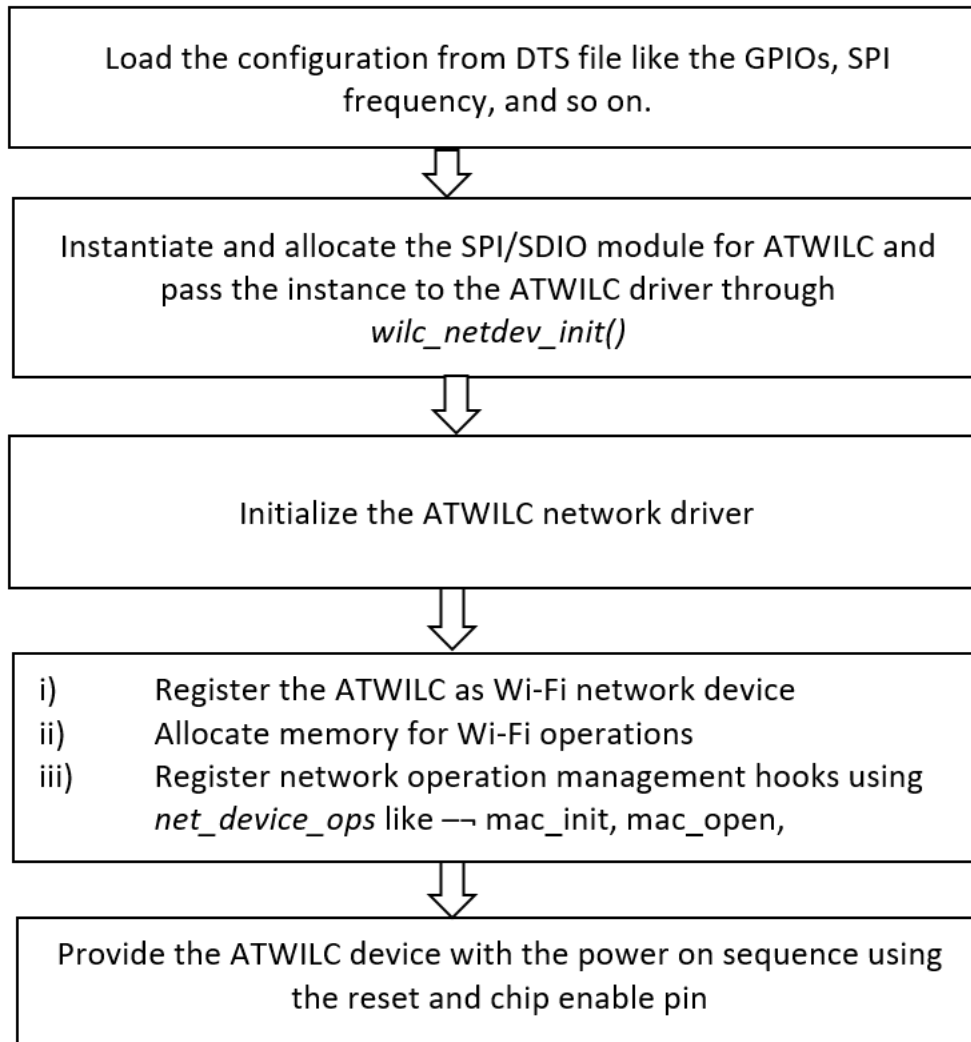 Load the configuration from DTS file like the GPIOs, SPI
frequency, and so on.
Instantiate and allocate the SPI/SDIO module for ATWILC and
pass the instance to the ATWILC driver through
wilc_netdev_init()
Initialize the ATWILC network driver
i) Register the ATWILC as Wi-Fi network device
ii) Allocate memory for Wi-Fi operations
iii) Register network operation management hooks using
net_device_ops like —¬ mac_init, mac_open,
Provide the ATWILC device with the power on sequence using
the reset and chip enable pin